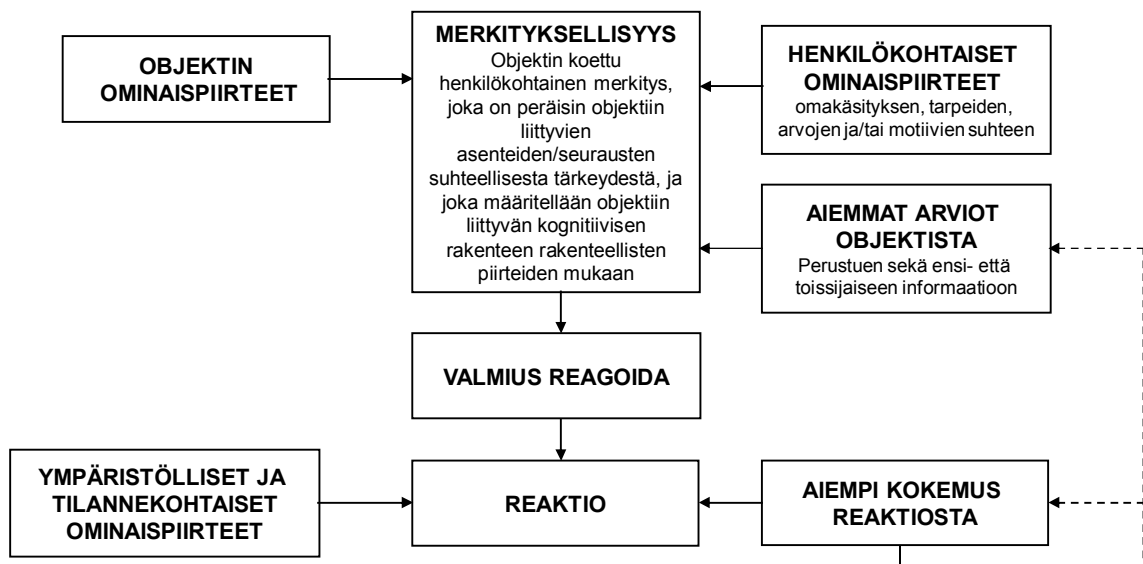 OBJEKTIN
OMINAISPIIRTEET
MERKITYKSELLISYYS
Objektin koettu
henkilökohtainen merkitys,
joka on peräisin objektiin
liittyvien
asenteiden/seurausten
suhteellisesta tärkeydestä, ja
joka määritellään objektiin
liittyvän kognitiivisen
rakenteen rakenteellisten
piirteiden mukaan
HENKILÖKOHTAISET
OMINAISPIIRTEET
omakäsityksen, tarpeiden,
arvojen ja/tai motiivien suhteen
AIEMMAT ARVIOT
OBJEKTISTA
Perustuen sekä ensi- että
toissijaiseen informaatioon
VALMIUS REAGOIDA
YMPÄRISTÖLLISET JA
TILANNEKOHTAISET
OMINAISPIIRTEET
REAKTIO
AIEMPI KOKEMUS
REAKTIOSTA